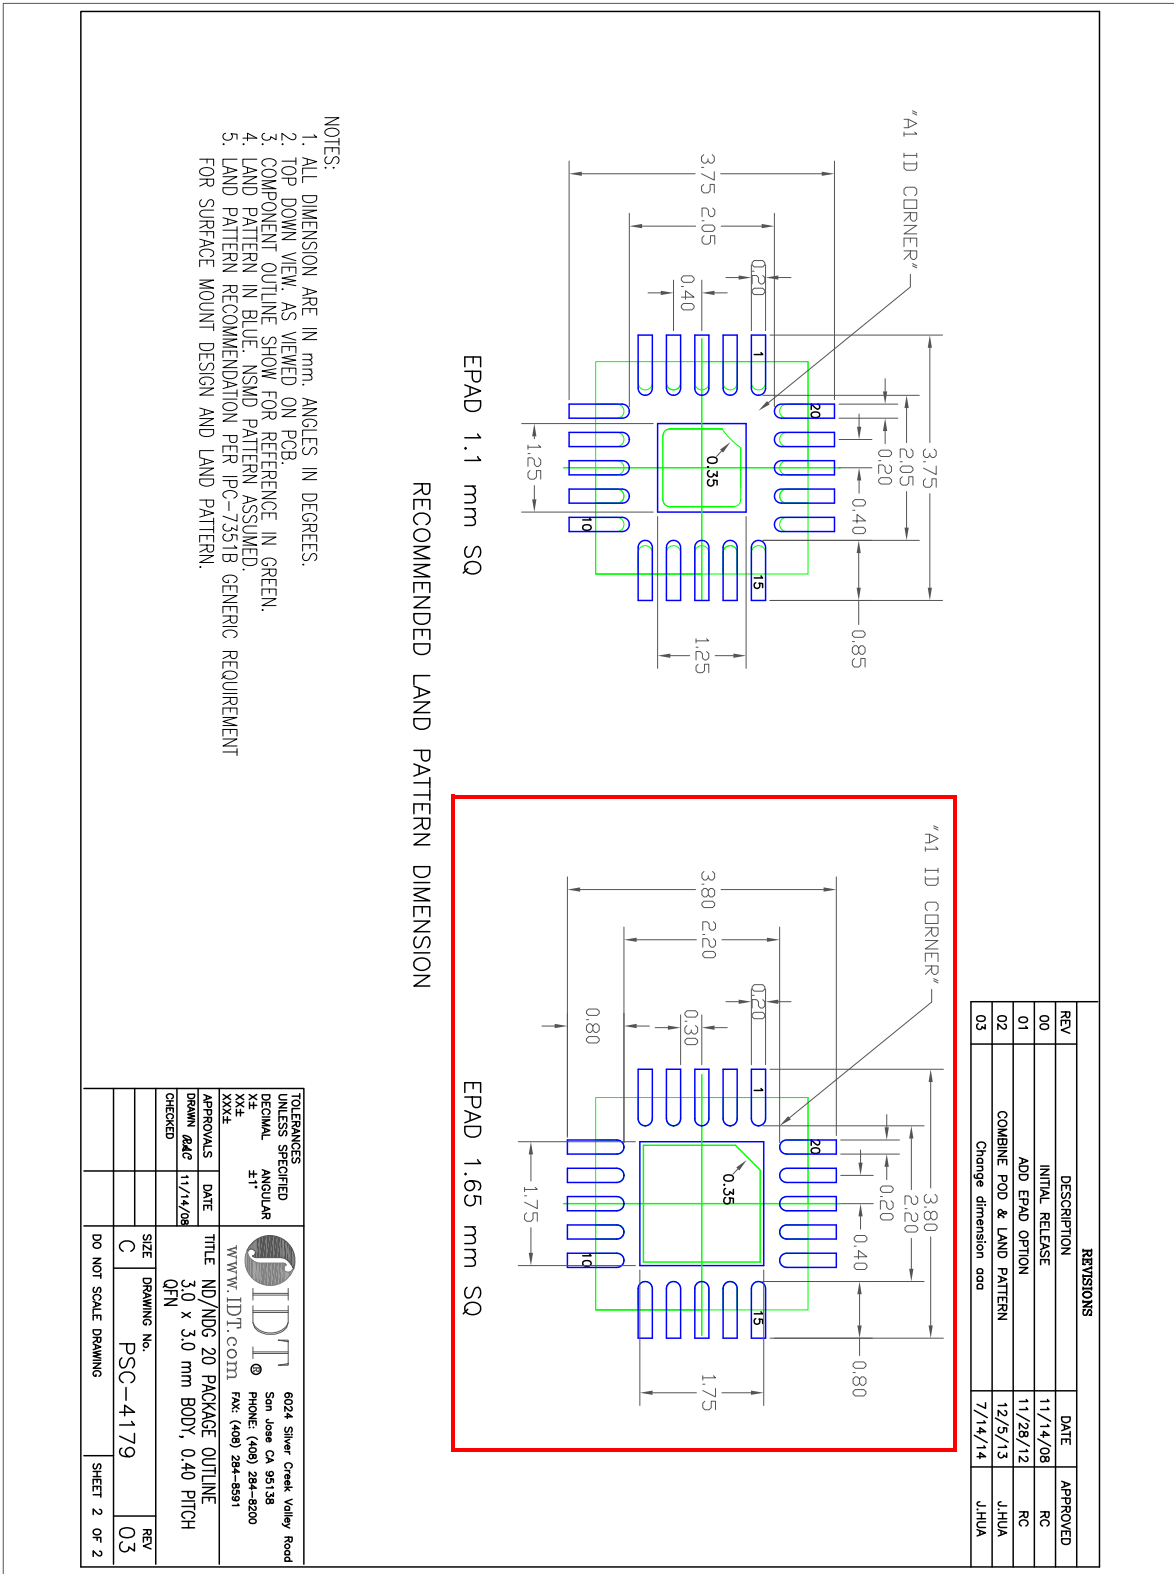 "A1 ID CORNER"
3.75
2.05
0.20
0.40
1
20
3.75
2.05
0.20
0.40
0.35
1.25
10
15
0.85
1.25
EPAD 1.1 mm SQ
"A1 ID CORNER"
3.80
2.20
0.20
0.30
0.80
1
20
3.80
2.20
0.20
0.40
0.35
1.75
10
15
0.80
1.75
EPAD 1.65 mm SQ
RECOMMENDED LAND PATTERN DIMENSION
NOTES:
1. ALL DIMENSION ARE IN mm. ANGLES IN DEGREES.
2. TOP DOWN VIEW. AS VIEWED ON PCB.
3. COMPONENT OUTLINE SHOW FOR REFERENCE IN GREEN.
4. LAND PATTERN IN BLUE. NSMD PATTERN ASSUMED.
5. LAND PATTERN RECOMMENDATION PER IPC-7351B GENERIC REQUIREMENT
FOR SURFACE MOUNT DESIGN AND LAND PATTERN.
REVISIONS
REV DESCRIPTION DATE APPROVED
00 INITIAL RELEASE 11/14/08 RC
01 ADD EPAD OPTION 11/28/12 RC
02 COMBINE POD & LAND PATTERN 12/5/13 J.HUA
03 Change dimension aaa 7/14/14 J.HUA
TOLERANCES
UNLESS SPECIFIED
DECIMAL ANGULAR
X± ±1°
XX±
XXX±
APPROVALS DATE
DRAWN RAC 11/14/08
CHECKED
IDT ®
www.IDT.com
6024 Silver Creek Valley Road
San Jose CA 95138
PHONE: (408) 284-8200
FAX: (408) 284-8591
TITLE ND/NDG 20 PACKAGE OUTLINE
3.0 x 3.0 mm BODY, 0.40 PITCH
QFN
SIZE DRAWING No. REV
C PSC-4179 03
DO NOT SCALE DRAWING SHEET 2 OF 2